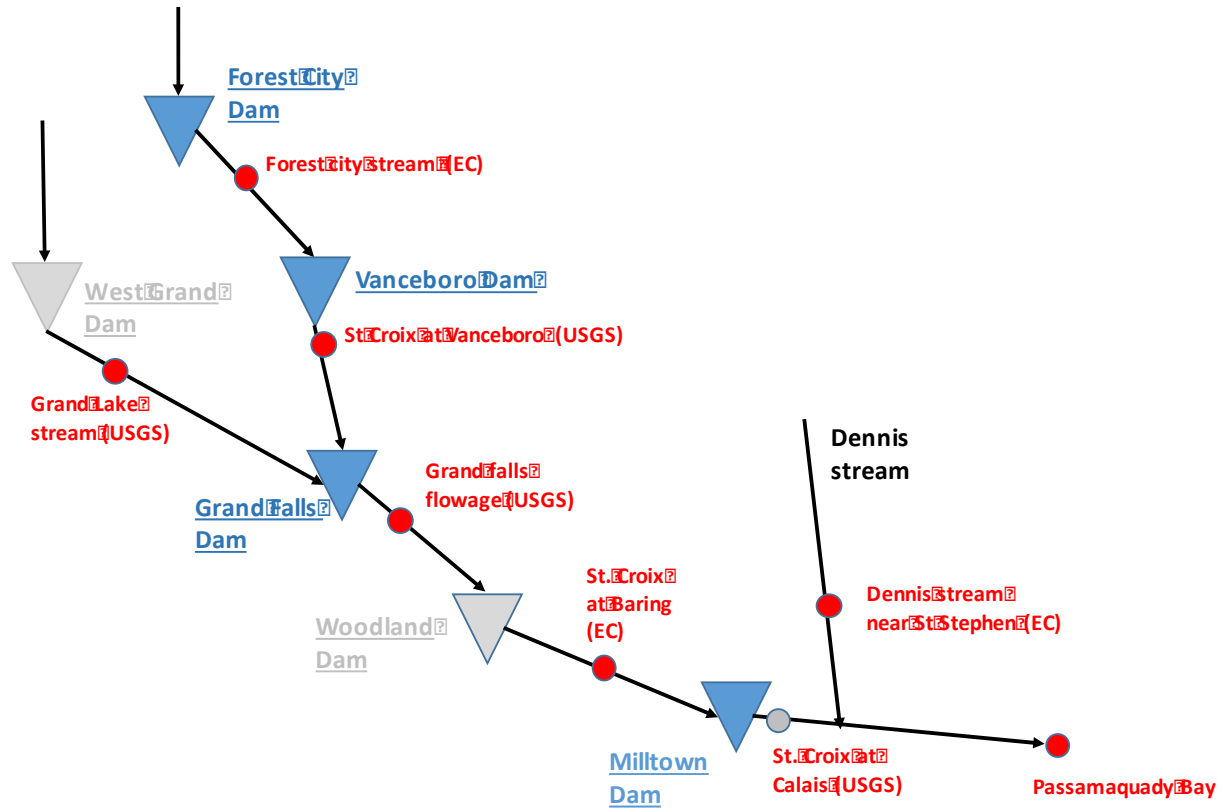 Forest City
Dam
Forest city stream (EC)
West Grand
Dam
Vanceboro Dam
St Croix at Vanceboro (USGS)
Grand Lake
stream (USGS)
Dennis
stream
Grand falls
flowage (USGS)
Grand Falls
Dam
St. Croix
at Baring
(EC)
Dennis stream
near St Stephen (EC)
Woodland
Dam
Milltown
Dam
St. Croix at
Calais (USGS)
Passamaquady Bay